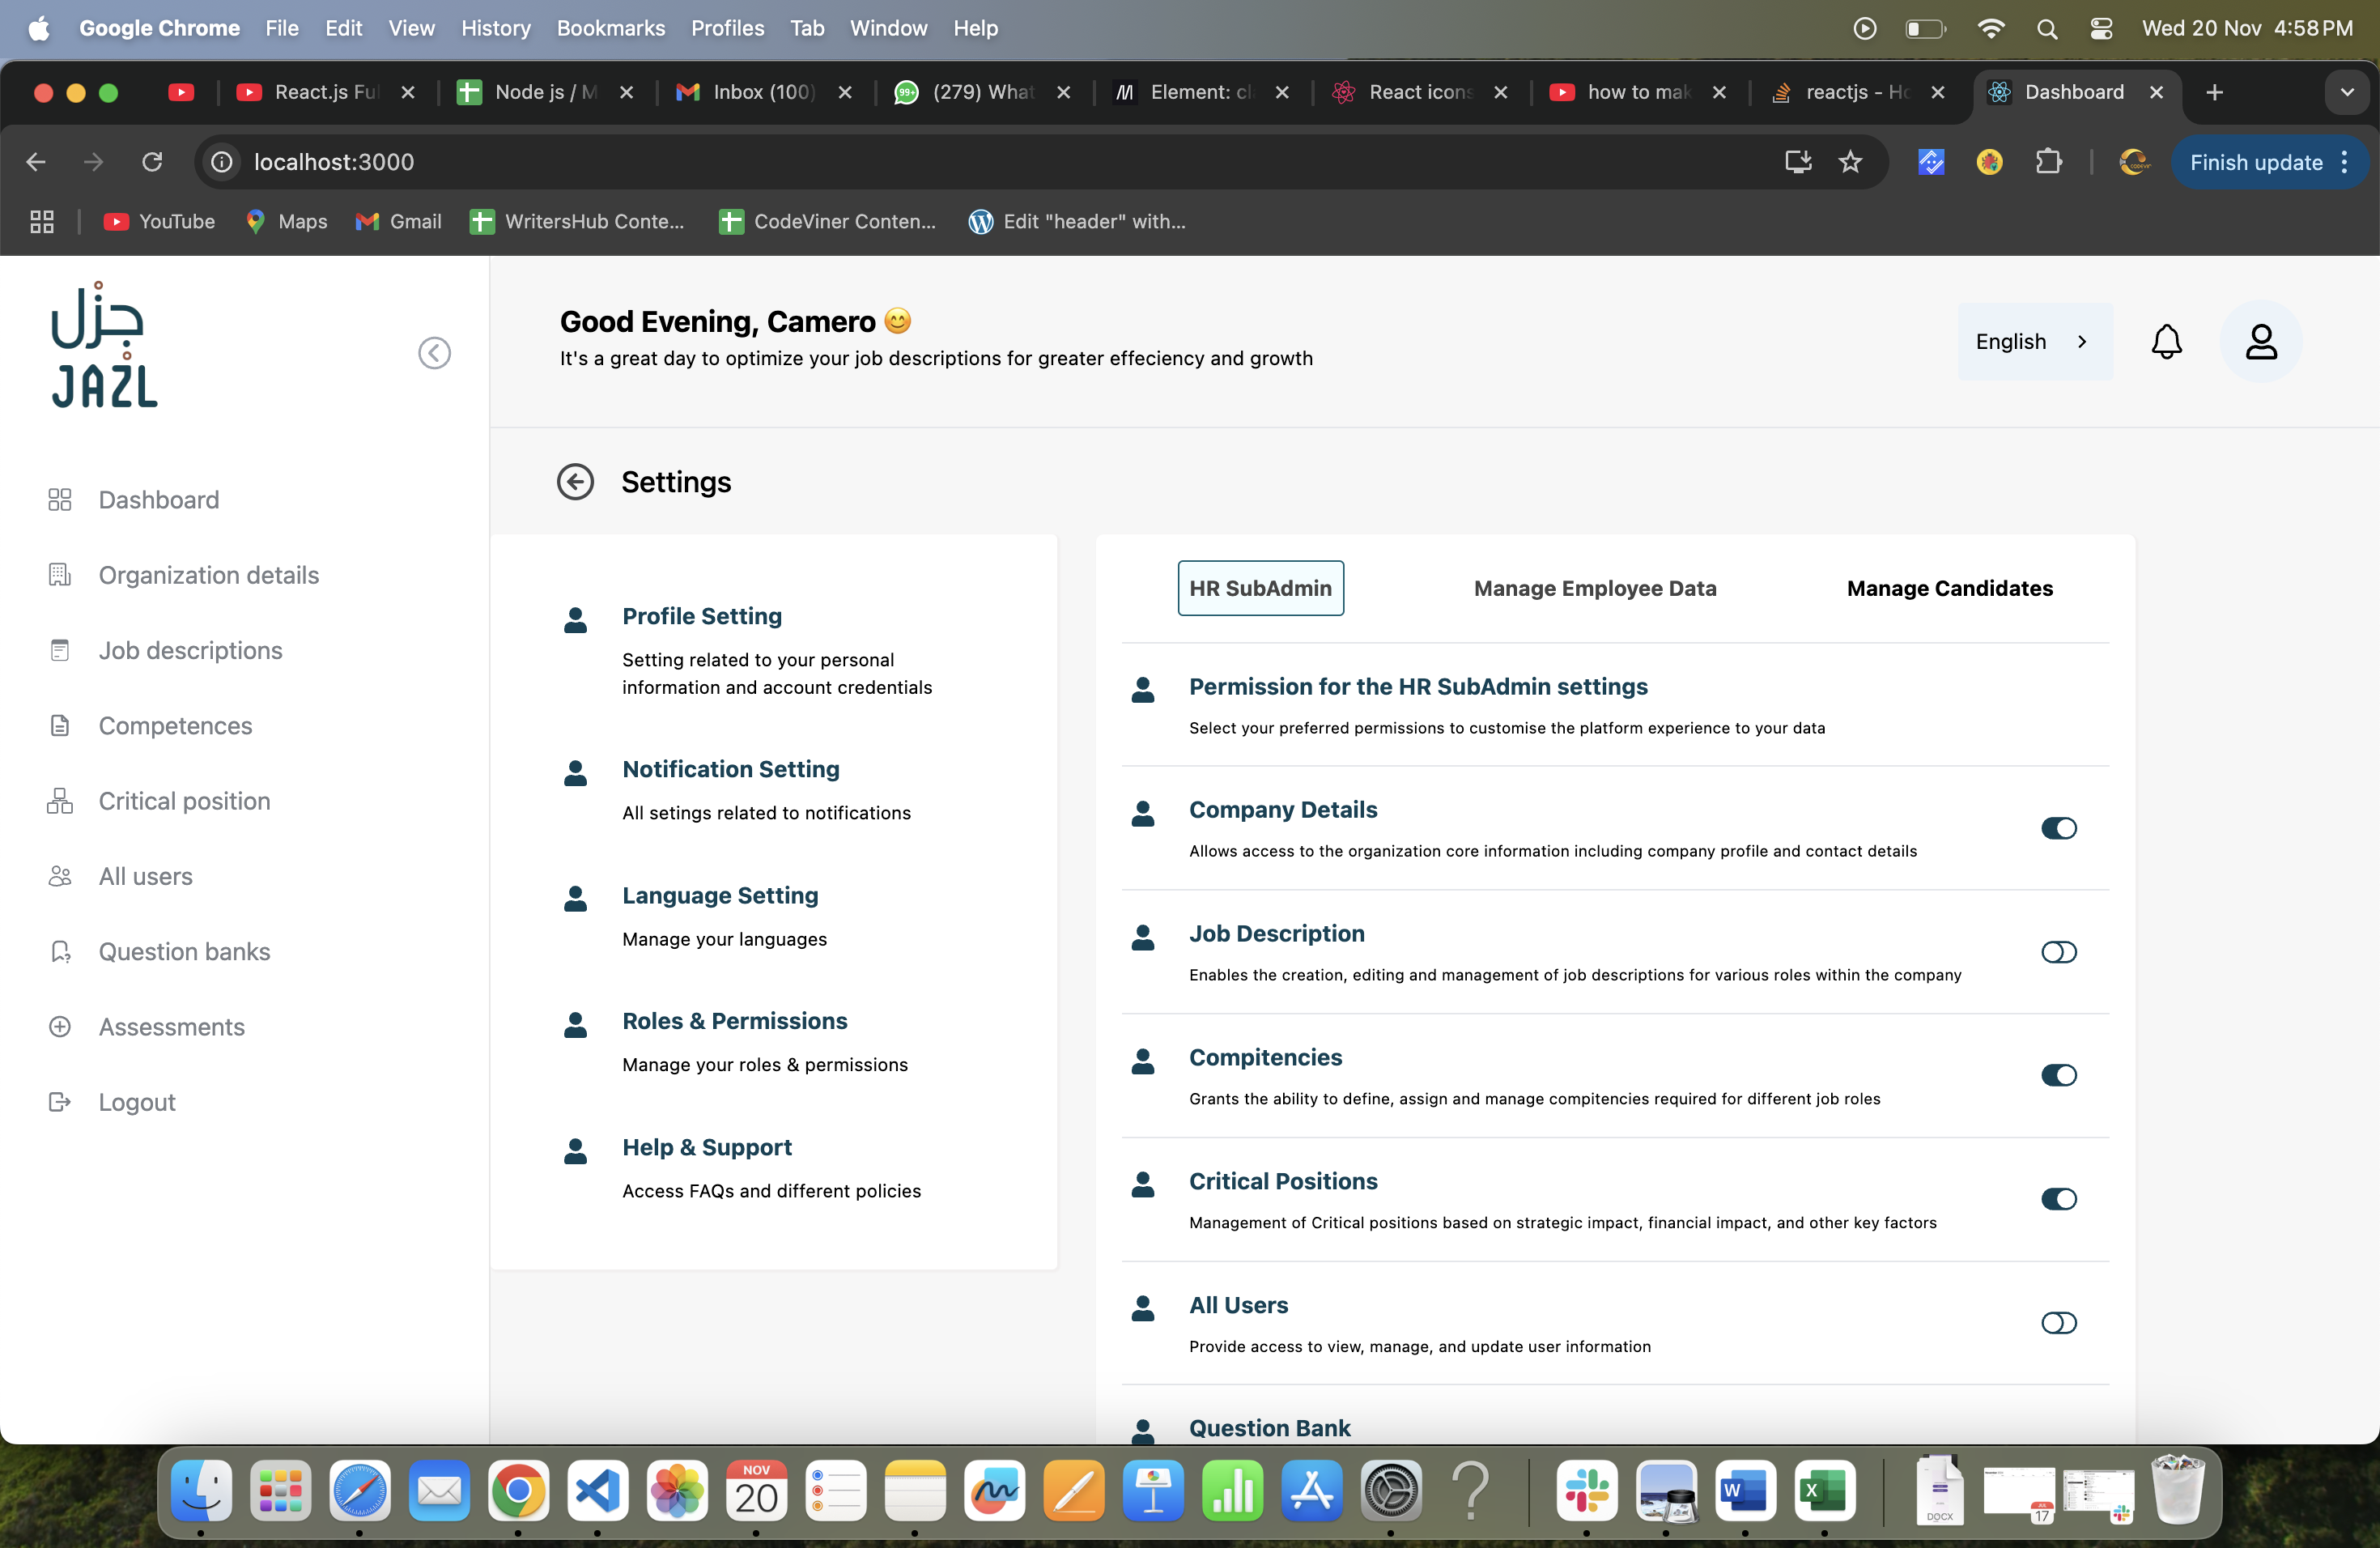 Google Chrome File Edit View History Bookmarks Profiles Tab Window Help
Wed 20 Nov 4:58 PM
React.js Ful
Node js / M
Inbox (100)
99+
(279) What
Element: cl
React icons
how to mak
reactjs - Ho
Dashboard
localhost:3000
Finish update
YouTube
Maps
Gmail
WritersHub Conte...
CodeViner Conten...
Edit "header" with...
جزل
JAZL
Good Evening, Camero 😊
It's a great day to optimize your job descriptions for greater effeciency and growth
English
Dashboard
Organization details
Job descriptions
Competences
Critical position
All users
Question banks
Assessments
Logout
Settings
Profile Setting
Setting related to your personal
information and account credentials
Notification Setting
All setings related to notifications
Language Setting
Manage your languages
Roles & Permissions
Manage your roles & permissions
Help & Support
Access FAQs and different policies
HR SubAdmin
Manage Employee Data
Manage Candidates
Permission for the HR SubAdmin settings
Select your preferred permissions to customise the platform experience to your data
Company Details
Allows access to the organization core information including company profile and contact details
Job Description
Enables the creation, editing and management of job descriptions for various roles within the company
Compitencies
Grants the ability to define, assign and manage compitencies required for different job roles
Critical Positions
Management of Critical positions based on strategic impact, financial impact, and other key factors
All Users
Provide access to view, manage, and update user information
Question Bank
NOV
20
W
X
DOCX
17